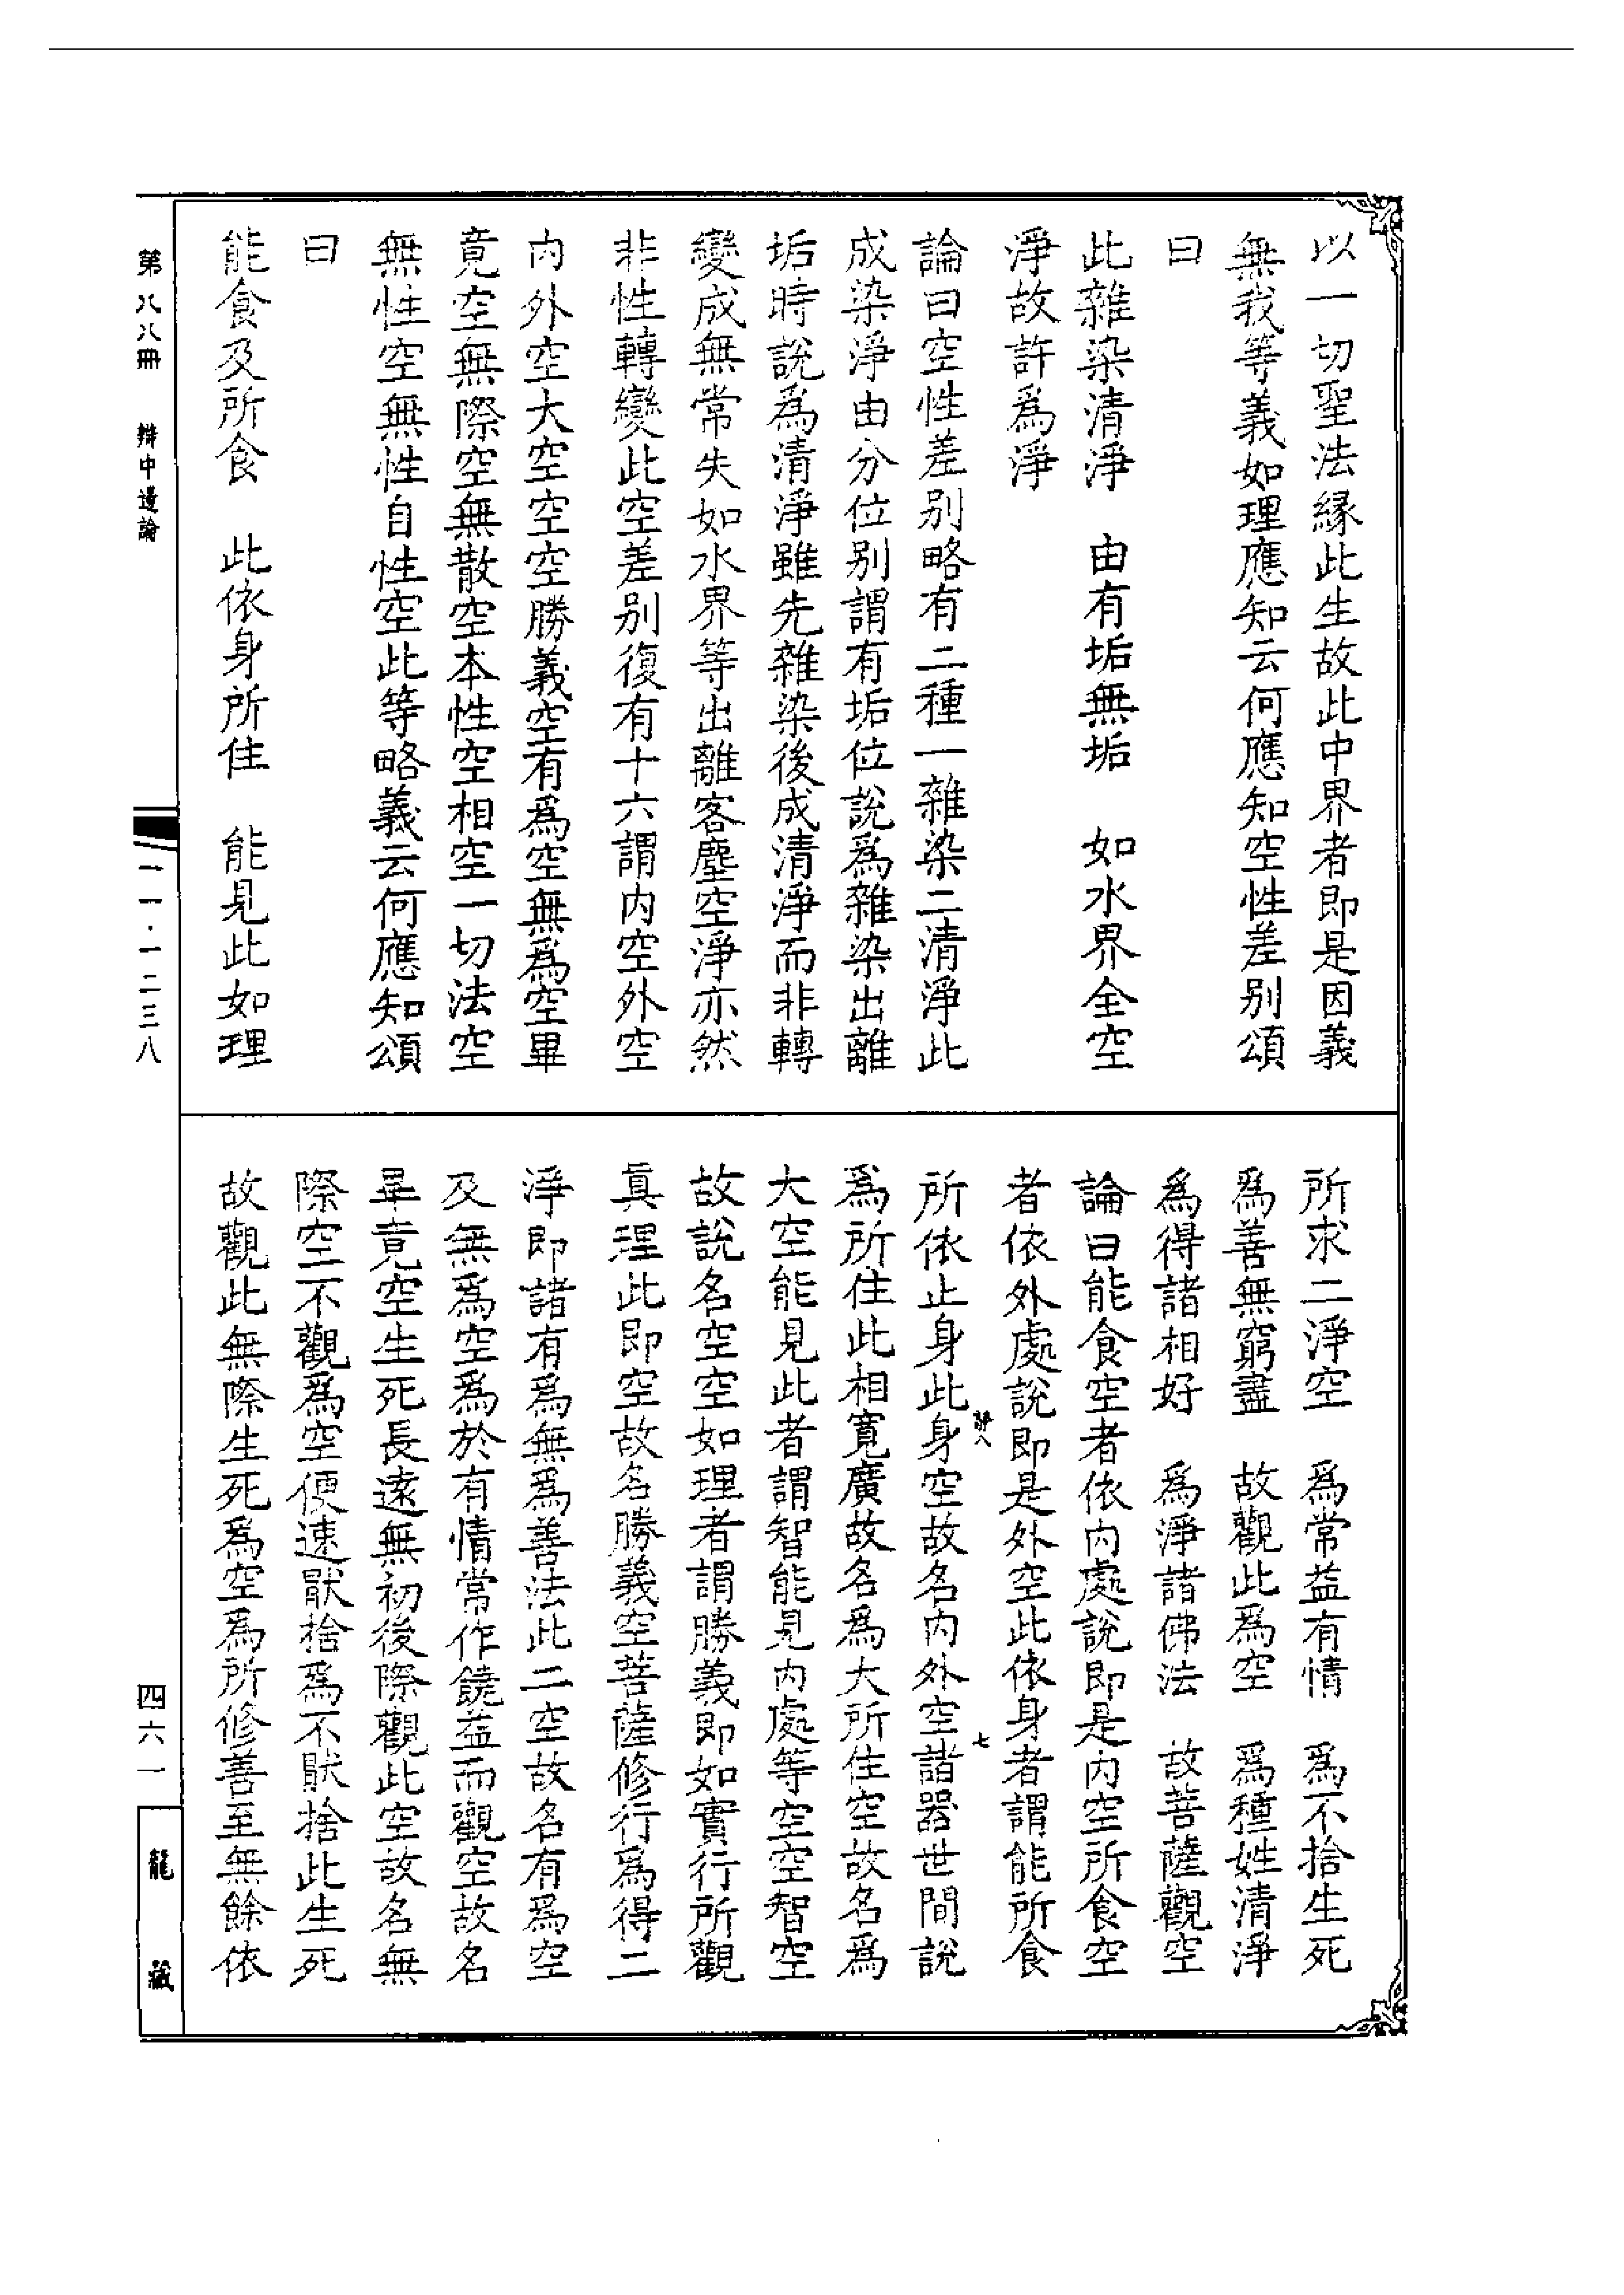 以一切聖法緣此生故此中界者即是因義
無我等義如理應知云何應知空性差別頌
曰
此雜染清淨　由有垢無垢　如水界全空
淨故許爲淨
論曰空性差別略有二種一雜染二清淨此
成染淨由分位別謂有垢位說爲雜染出離
垢時說爲清淨雖先雜染後成清淨而非轉
變成無常失如水界等出離客塵空淨亦然
非性轉變此空差別復有十六謂内空外空
内外空大空空空勝義空有爲空無爲空畢
竟空無際空無散空本性空相空一切法空
無性空無性自性空此等略義云何應知頌
曰
能食及所食　此依身所住　能見此如理
所求二淨空　爲常益有情　爲不捨生死
爲善無窮盡　故觀此爲空　爲種姓清淨
爲得諸相好　爲淨諸佛法　故菩薩觀空
論曰能食空者依内處說即是内空所食空
者依外處說即是外空此依身者謂能所食
所依止身此身空故名内外空諸器世間說
爲所住此相寬廣故名爲大所住空故名爲
大空能見此者謂智能見内處等空空智空
故說名空空如理者謂勝義即如實行所觀
真理此即空故名勝義空菩薩修行爲得二
淨即諸有爲無爲善法此二空故名有爲空
及無爲空爲於有情常作饒益而觀空故名
畢竟空生死長遠無初後際觀此空故名無
際空不觀爲空便速厭捨爲不厭捨此生死
故觀此無際生死爲空爲所修善至無餘依
第八八冊　辯中邊論
一一·一二三八
四六一
龍藏
七